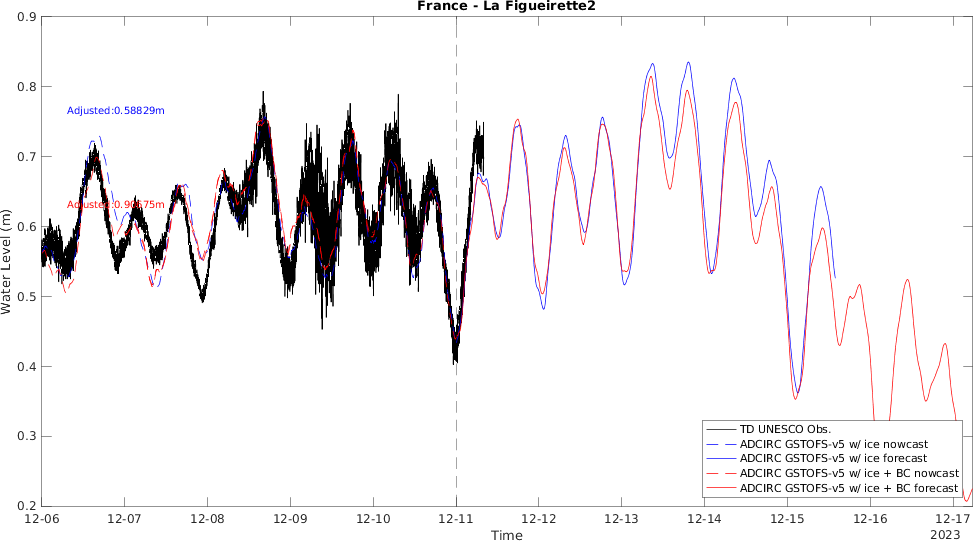 France - La Figueirette2
0.9
0.8
0.7
0.6
0.5
0.4
0.3
0.2
Water Level (m)
Adjusted:0.58829m
TD UNESCO Obs.
ADCIRC GSTOFS-v5 w/ ice nowcast
ADCIRC GSTOFS-v5 w/ ice forecast
ADCIRC GSTOFS-v5 w/ ice + BC nowcast
ADCIRC GSTOFS-v5 w/ ice + BC forecast
12-06 12-07 12-08 12-09 12-10 12-11 12-12 12-13 12-14 12-15 12-16 12-17
Time
2023